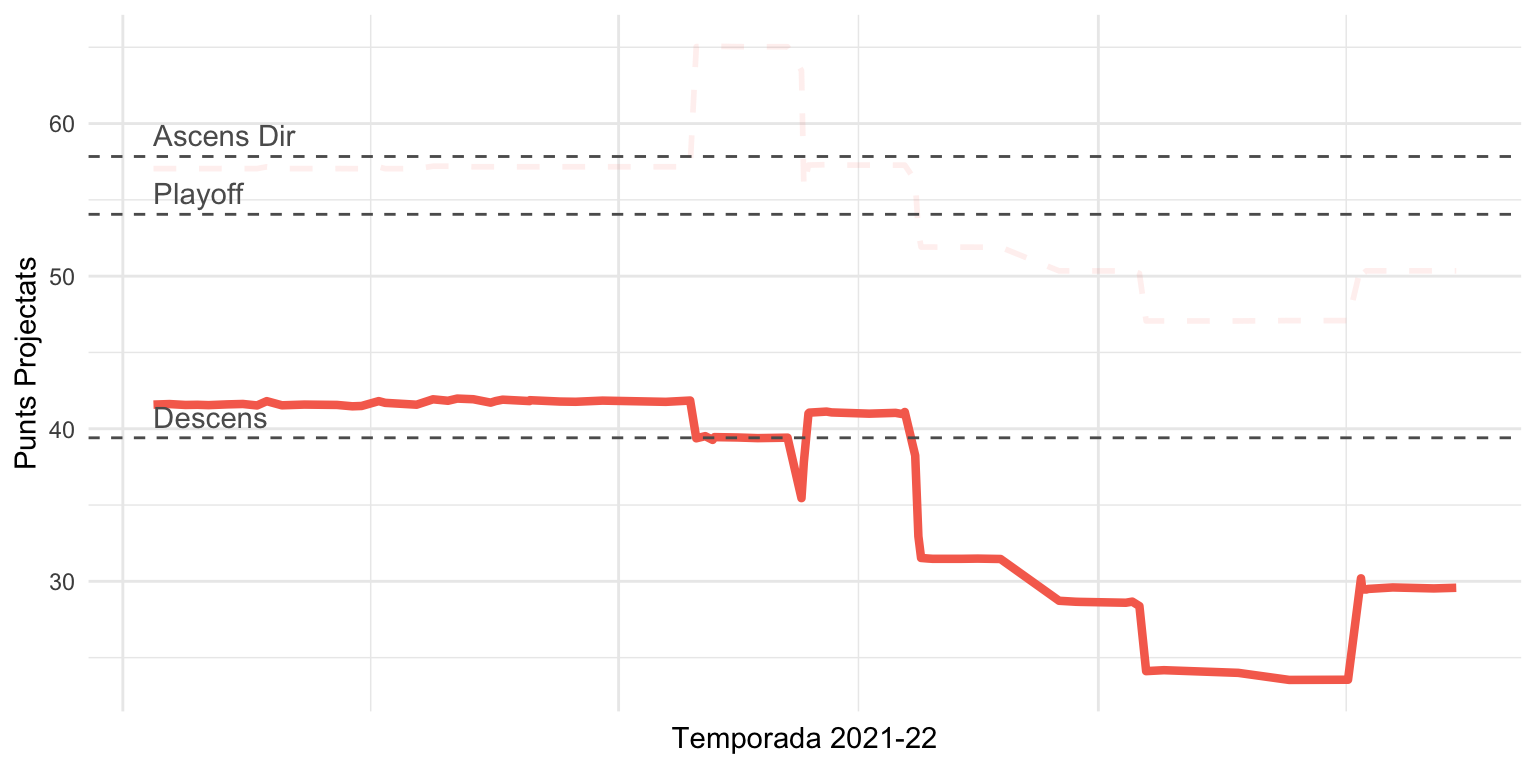 60
50
40
30
Ascens Dir
Playoff
Descens
Punts Projectats
Temporada 2021-22